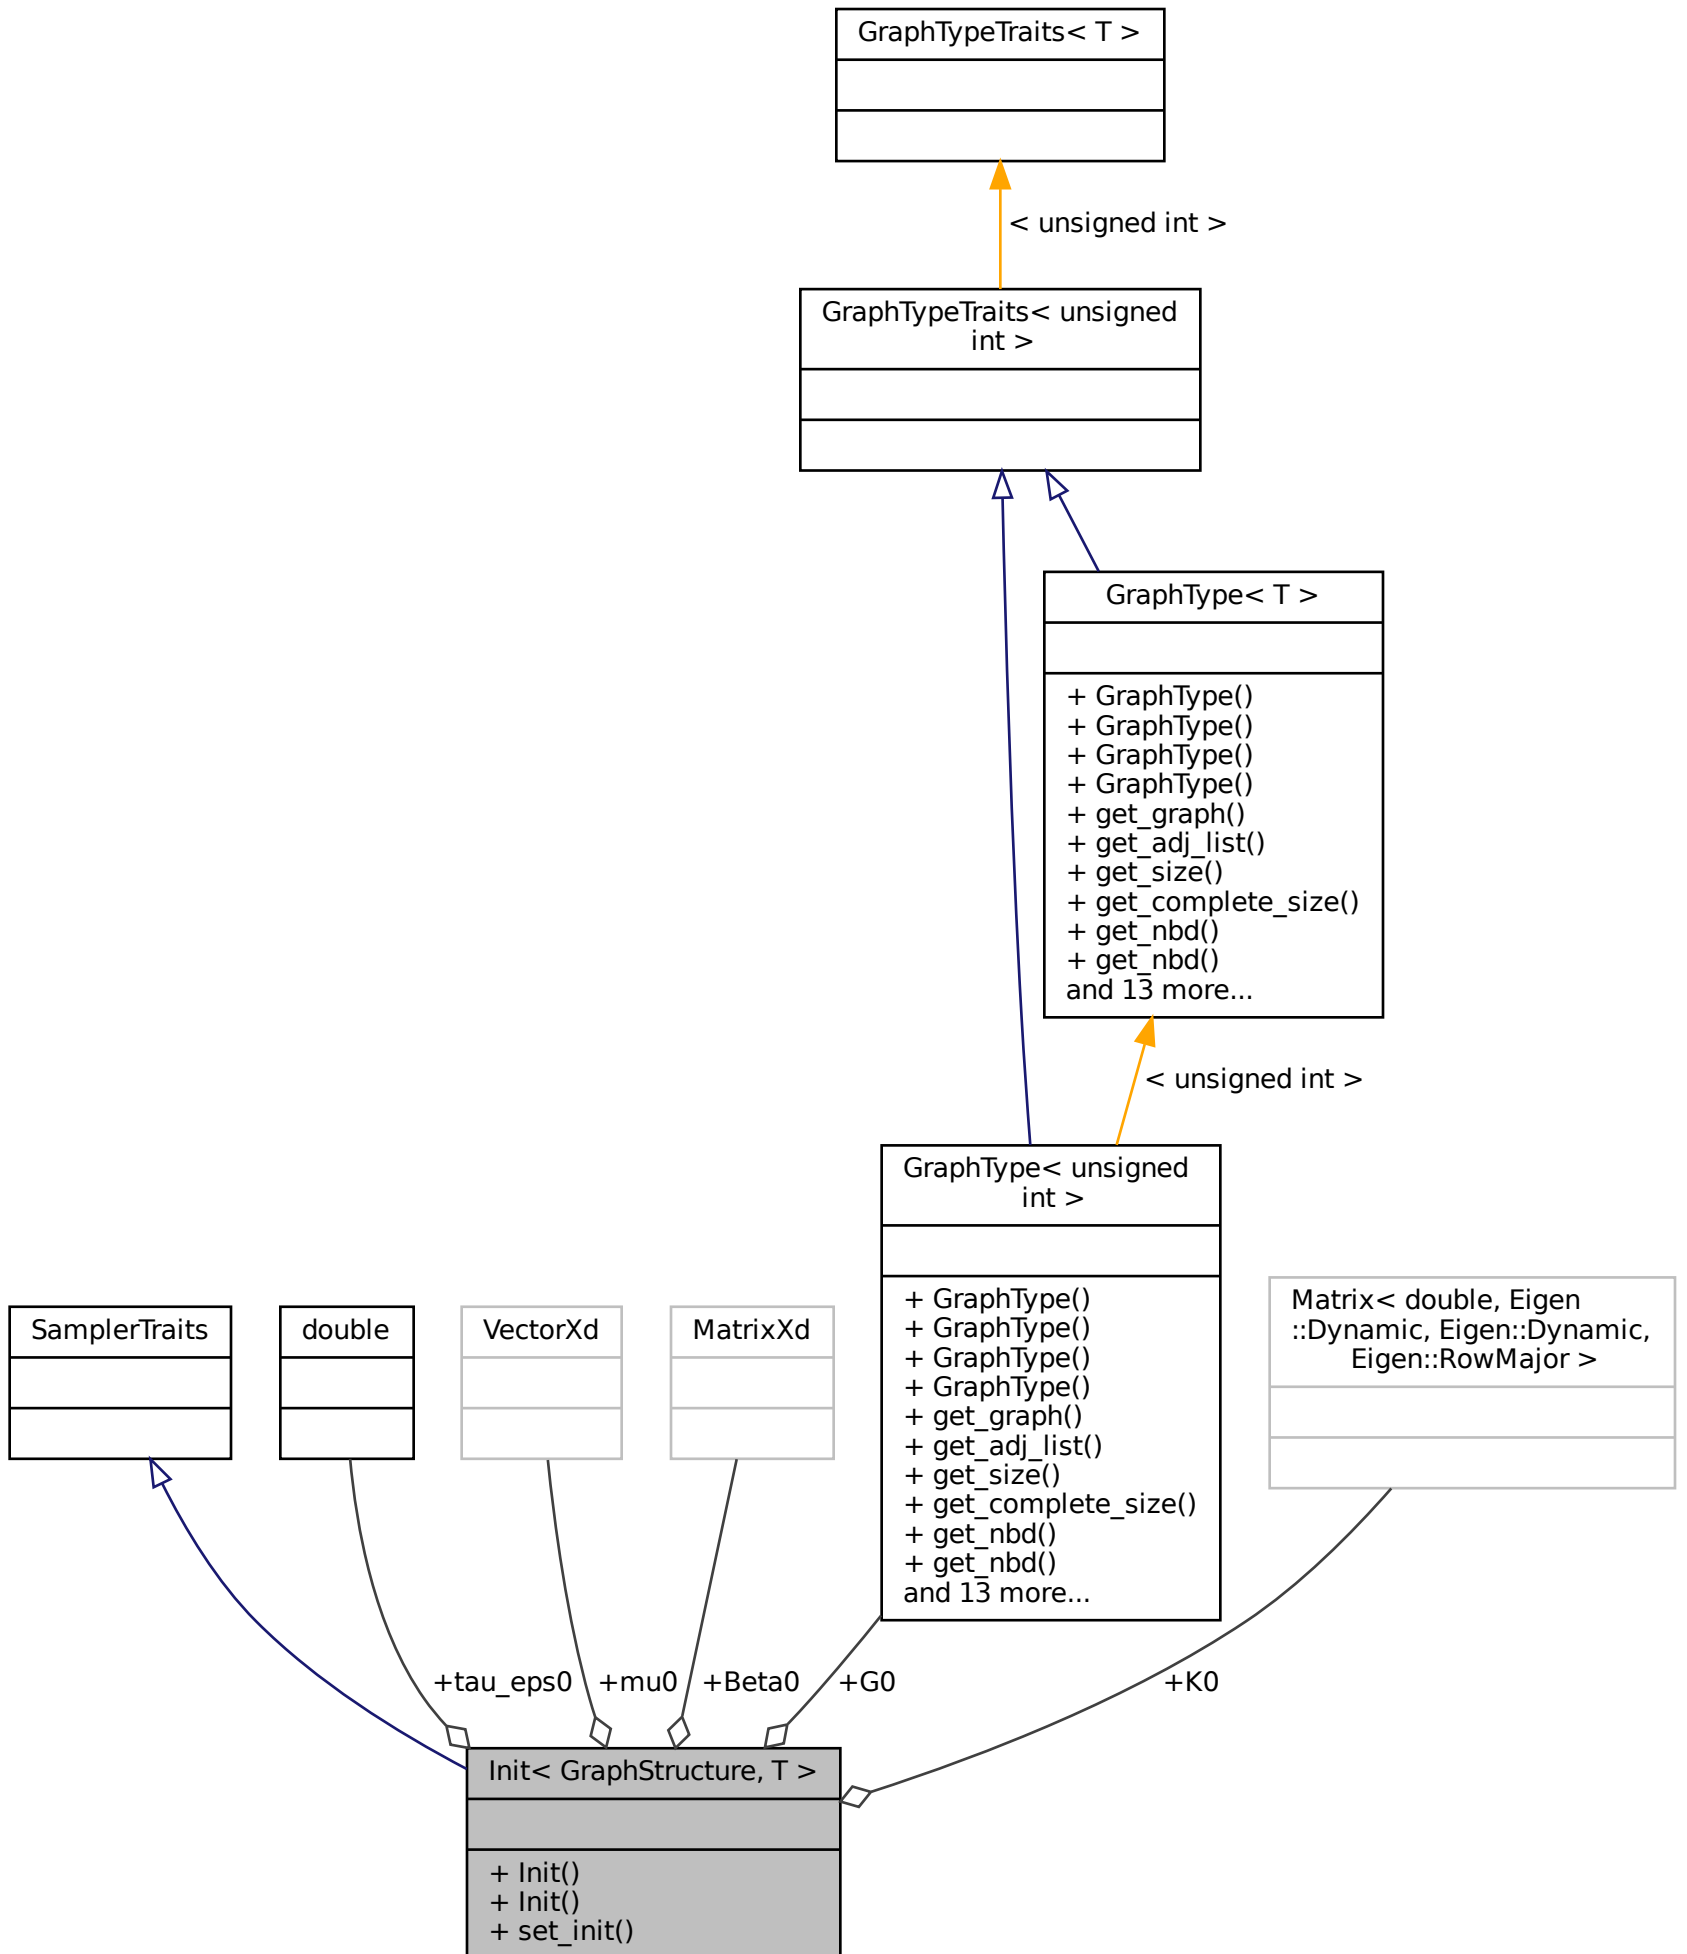 GraphTypeTraits< T >
< unsigned int >
GraphTypeTraits< unsigned
int >
GraphType< T >
+ GraphType()
+ GraphType()
+ GraphType()
+ GraphType()
+ get_graph()
+ get_adj_list()
+ get_size()
+ get_complete_size()
+ get_nbd()
+ get_nbd()
and 13 more...
< unsigned int >
GraphType< unsigned
int >
+ GraphType()
+ GraphType()
+ GraphType()
+ GraphType()
+ get_graph()
+ get_adj_list()
+ get_size()
+ get_complete_size()
+ get_nbd()
+ get_nbd()
and 13 more...
SamplerTraits
double
VectorXd
MatrixXd
Matrix< double, Eigen
::Dynamic, Eigen::Dynamic,
Eigen::RowMajor >
+tau_eps0
+mu0
+Beta0
+G0
+K0
Init< GraphStructure, T >
+ Init()
+ Init()
+ set_init()